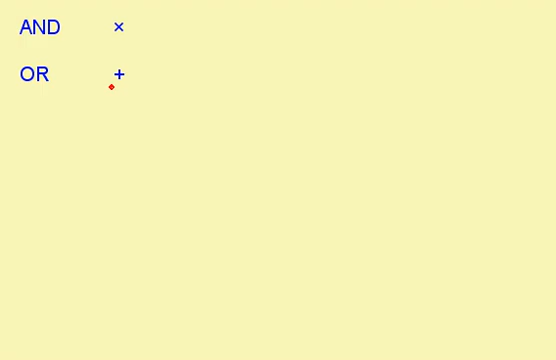 AND ×
OR +